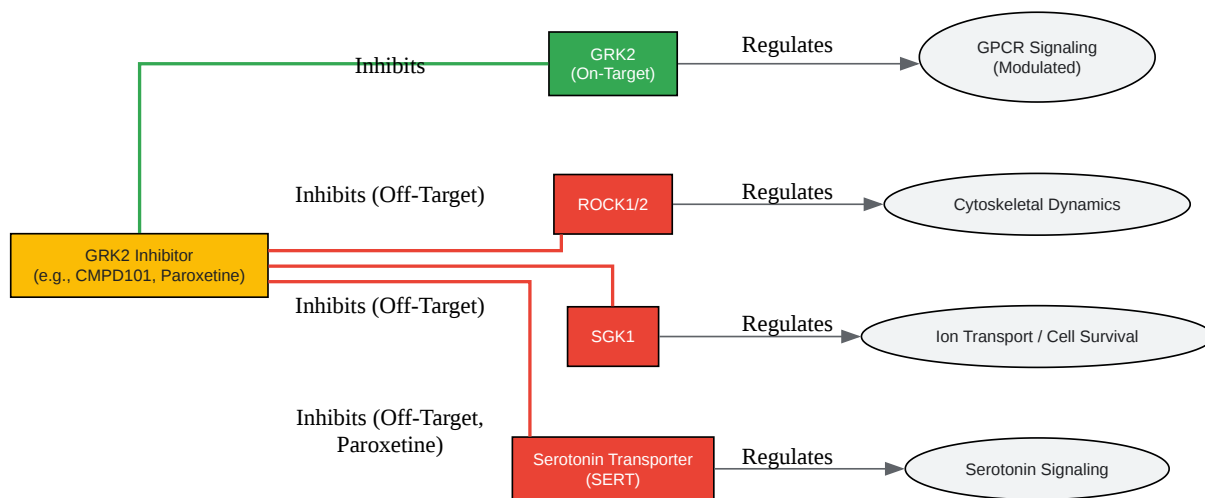 GRK2
(On-Target)
Regulates
GPCR Signaling
(Modulated)
Inhibits
Inhibits (Off-Target)
ROCK1/2
Regulates
Cytoskeletal Dynamics
GRK2 Inhibitor
(e.g., CMPD101, Paroxetine)
Inhibits (Off-Target)
SGK1
Regulates
Ion Transport / Cell Survival
Inhibits (Off-Target,
Paroxetine)
Serotonin Transporter
(SERT)
Regulates
Serotonin Signaling